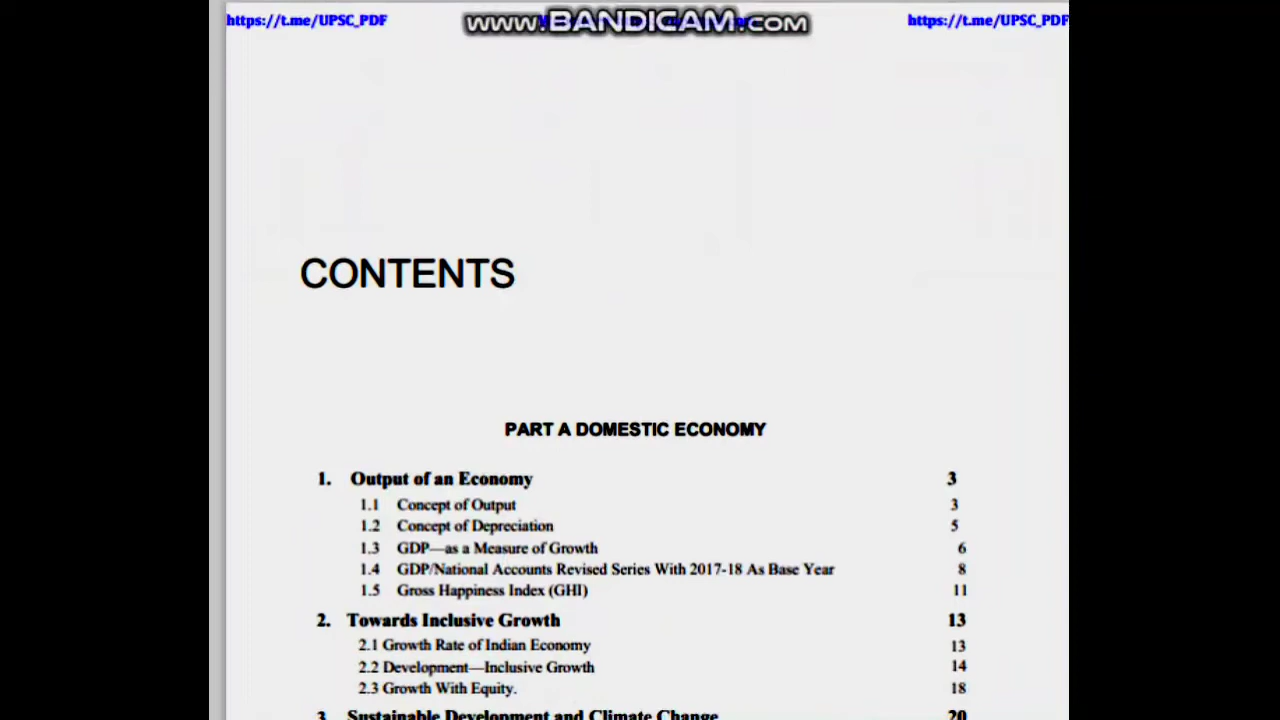 https://t.me/UPSC_PDF www.BANDICAM.com https://t.me/UPSC_PDF
CONTENTS
PART A DOMESTIC ECONOMY
1. Output of an Economy 3
1.1 Concept of Output 3
1.2 Concept of Depreciation 5
1.3 GDP—as a Measure of Growth 6
1.4 GDP/National Accounts Revised Series With 2017-18 As Base Year 8
1.5 Gross Happiness Index (GHI) 11
2. Towards Inclusive Growth 13
2.1 Growth Rate of Indian Economy 13
2.2 Development—Inclusive Growth 14
2.3 Growth With Equity. 18
3. Sustainable Development and Climate Change 20